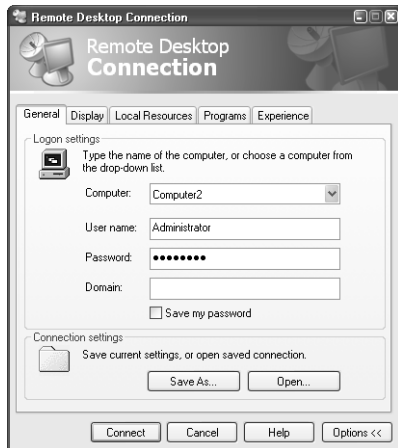 Remote Desktop Connection
Remote Desktop
Connection
General Display Local Resources Programs Experience
Logon settings
Type the name of the computer, or choose a computer from
the drop-down list.
Computer: Computer2
User name: Administrator
Password: ●●●●●●●●
Domain:
Save my password
Connection settings
Save current settings, or open saved connection.
Save As... Open...
Connect Cancel Help Options <<